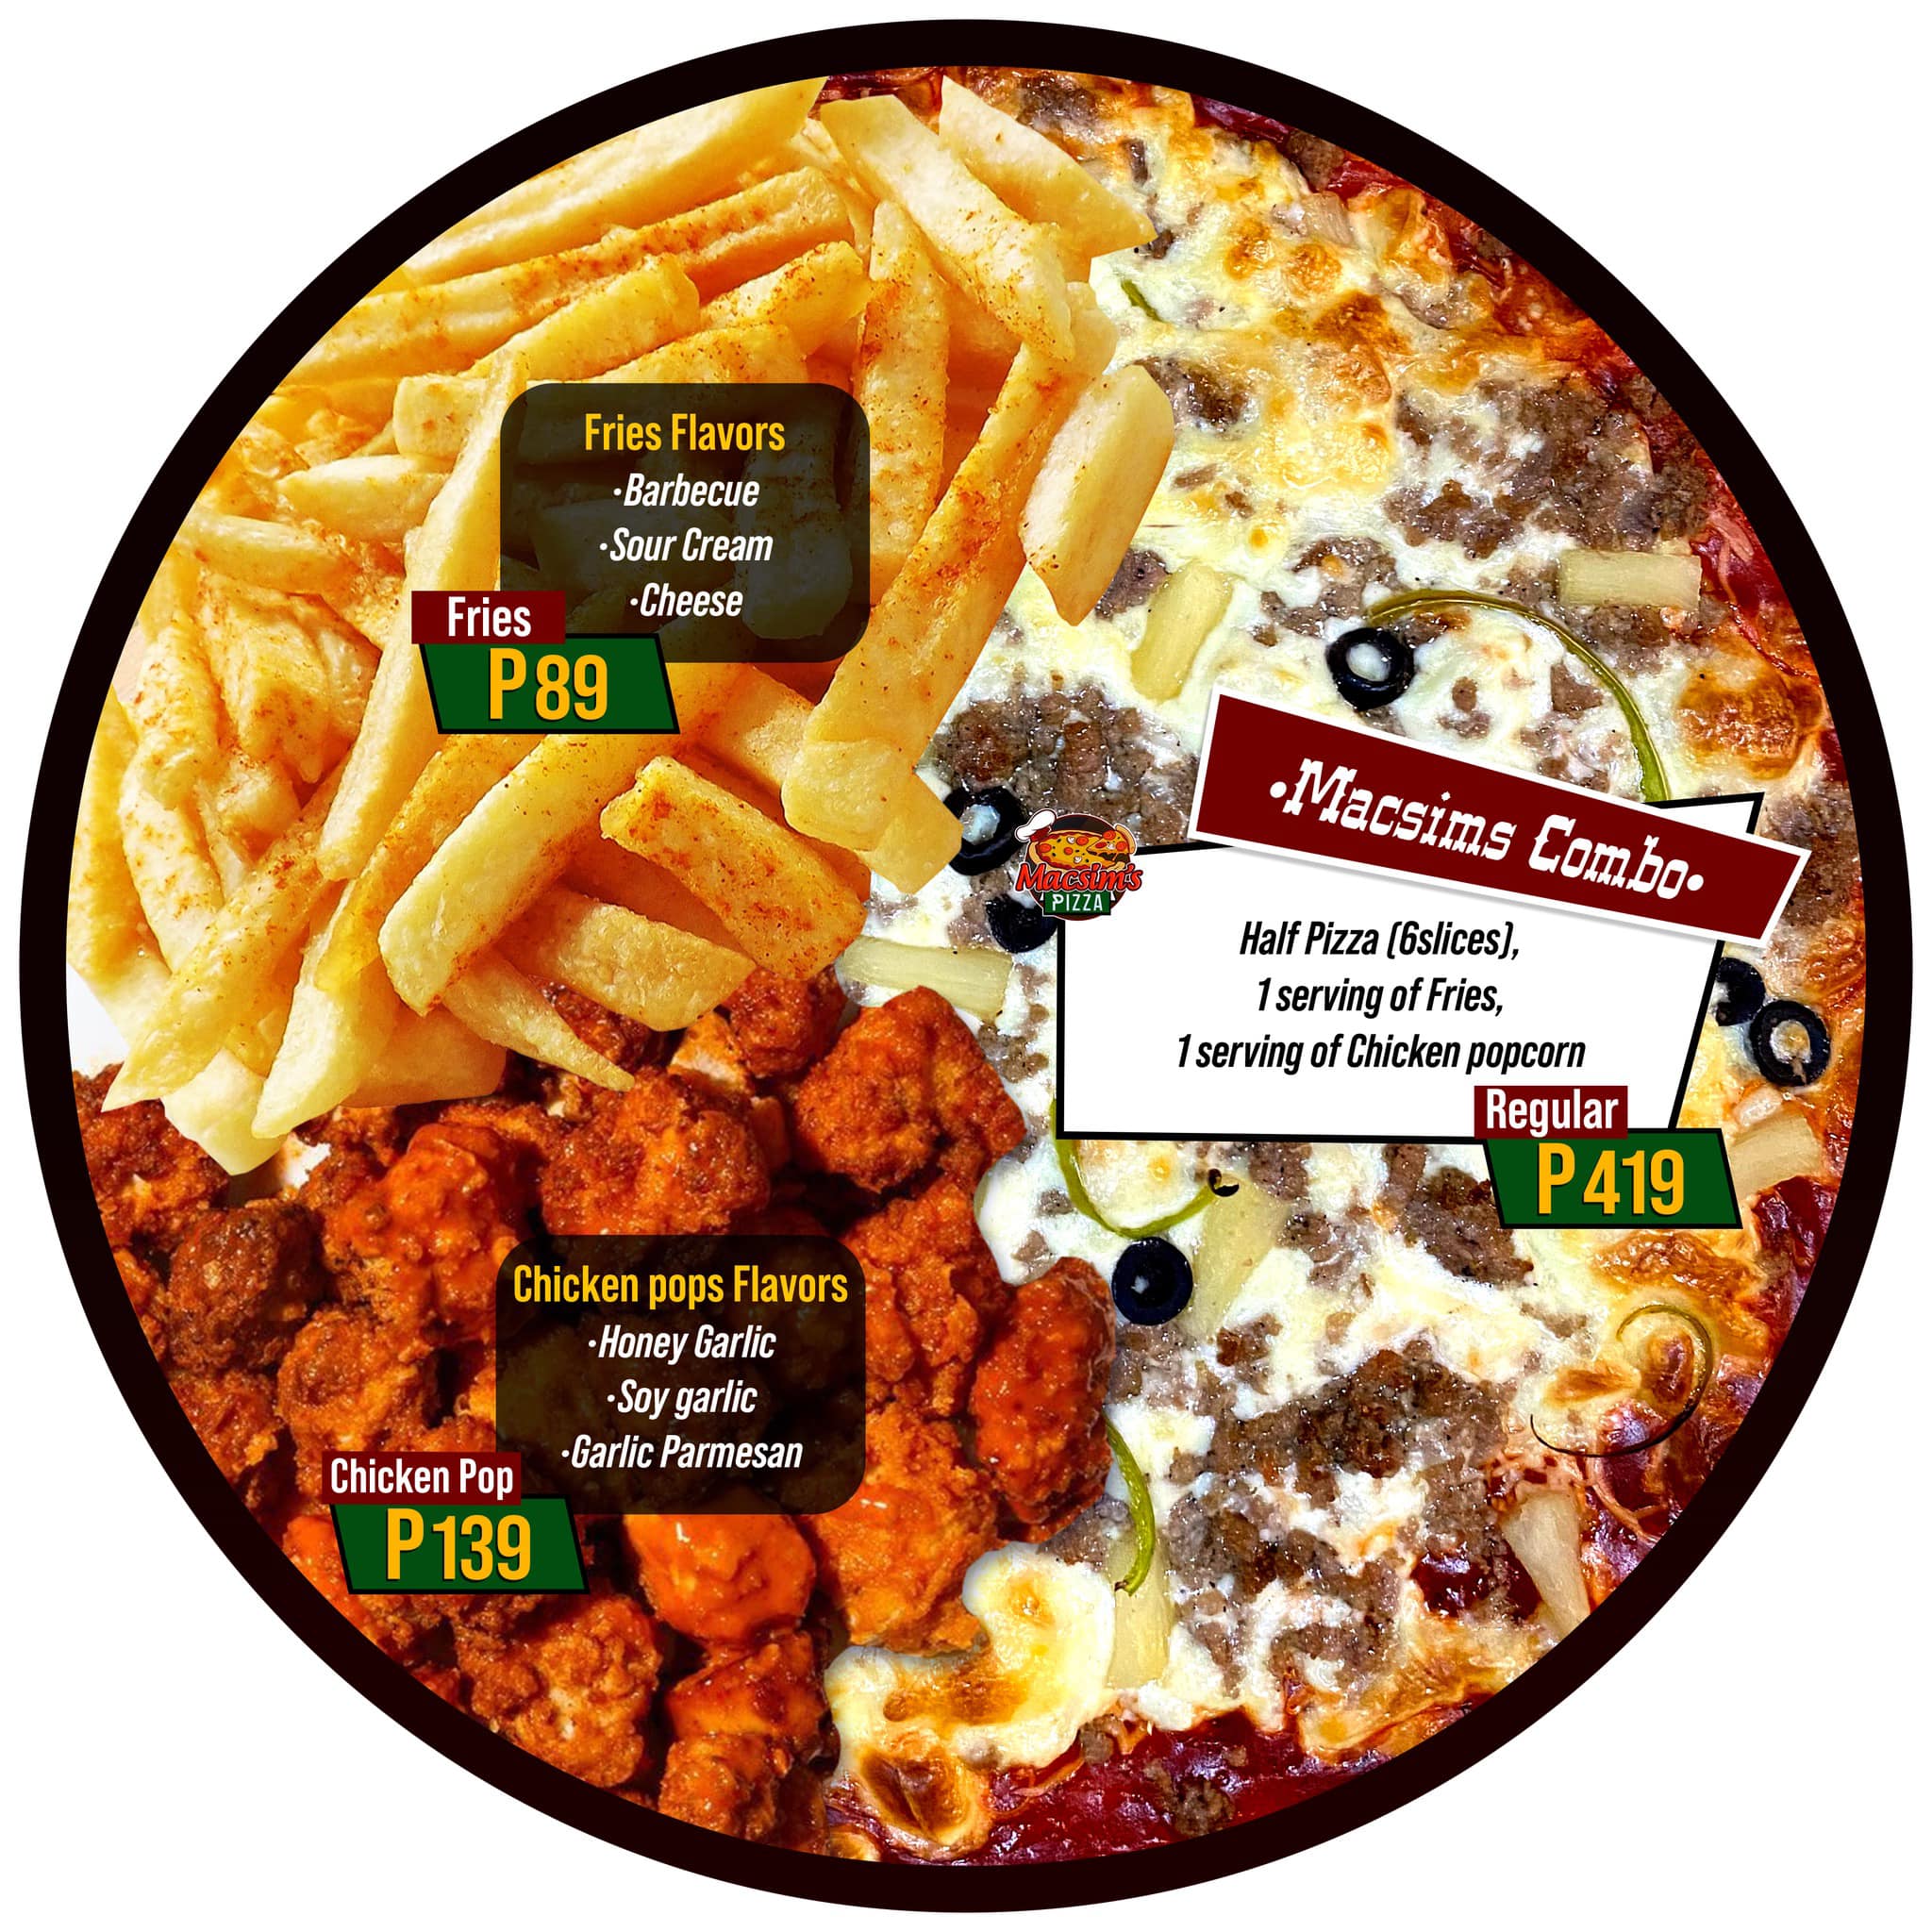 Fries Flavors
·Barbecue
·Sour Cream
·Cheese
Fries
P89
Macsim's
PIZZA
·Macsims Combo·
Half Pizza (6slices),
1 serving of Fries,
1 serving of Chicken popcorn
Regular
P419
Chicken pops Flavors
·Honey Garlic
·Soy garlic
·Garlic Parmesan
Chicken Pop
P139